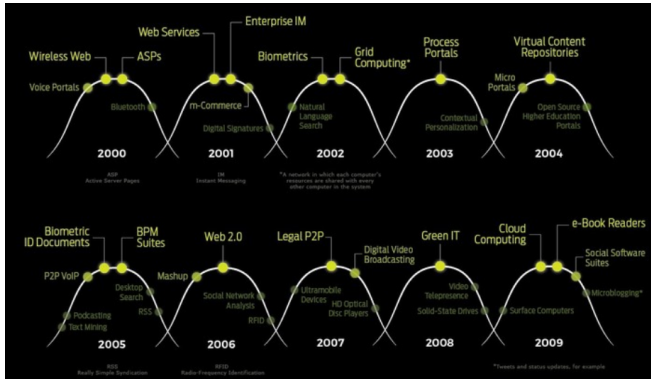 Enterprise IM
Web Services
Wireless Web
ASPs
Biometrics
Grid
Computing*
Process
Portals
Virtual Content
Repositories
Voice Portals
Bluetooth
m-Commerce
Digital Signatures
Natural
Language
Search
Contextual
Personalization
Micro
Portals
Open Source
Higher Education
Portals
2000
2001
2002
2003
2004
ASP
Active Server Pages
IM
Instant Messaging
*A network in which each computer's
resources are shared with every
other computer in the system
Biometric
ID Documents
BPM
Suites
Web 2.0
Legal P2P
Green IT
Cloud
Computing
e-Book Readers
P2P VoIP
Desktop
Search
RSS
Podcasting
Text Mining
Mashup
Social Network
Analysis
RFID
Digital Video
Broadcasting
Ultramobile
Devices
HD Optical
Disc Players
Video
Telepresence
Solid-State Drives
Social Software
Suites
Microblogging*
Surface Computers
2005
2006
2007
2008
2009
RSS
Really Simple Syndication
RFID
Radio-Frequency Identification
*Tweets and status updates, for example